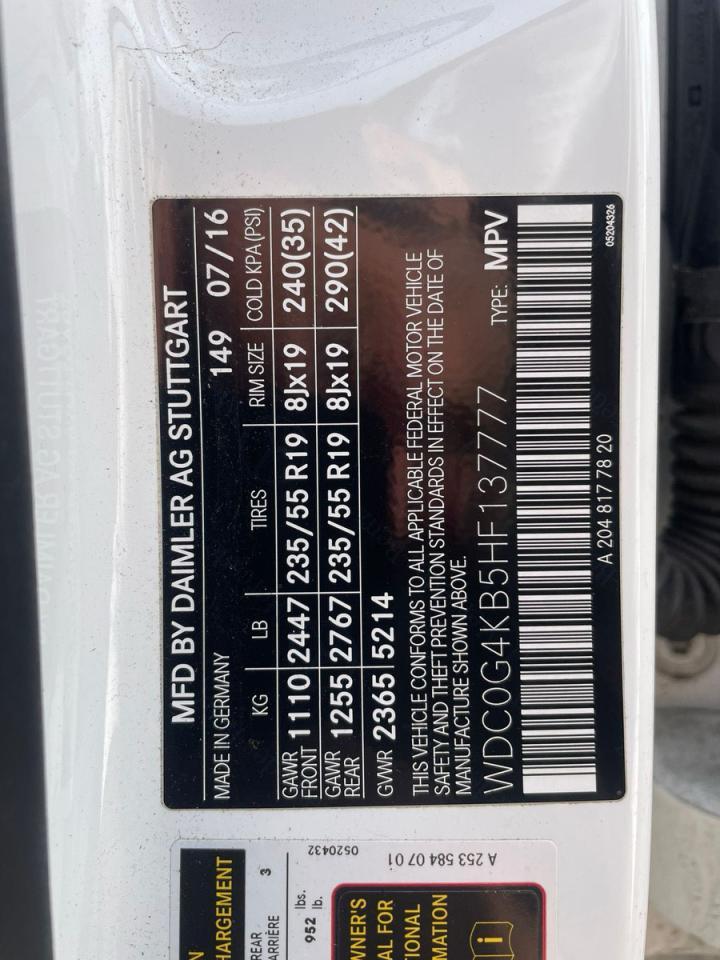 MFD BY DAIMLER AG STUTTGART
MADE IN GERMANY 149 07/16
KG LB TIRES RIM SIZE COLD KPA(PSI)
GAWR FRONT 1110 2447 235/55 R19 8Jx19 240(35)
GAWR REAR 1255 2767 235/55 R19 8Jx19 290(42)
GVWR 2365 5214
THIS VEHICLE CONFORMS TO ALL APPLICABLE FEDERAL MOTOR VEHICLE
SAFETY AND THEFT PREVENTION STANDARDS IN EFFECT ON THE DATE OF
MANUFACTURE SHOWN ABOVE.
WDC0G4KB5HF137777 TYPE: MPV
A 204 817 78 20 05204326
HARGEMENT
REAR 3
ARRIÈRE
952 lbs.
lb.
0520432
A 253 584 07 01
WNER'S
AL FOR
TIONAL
MATION
i